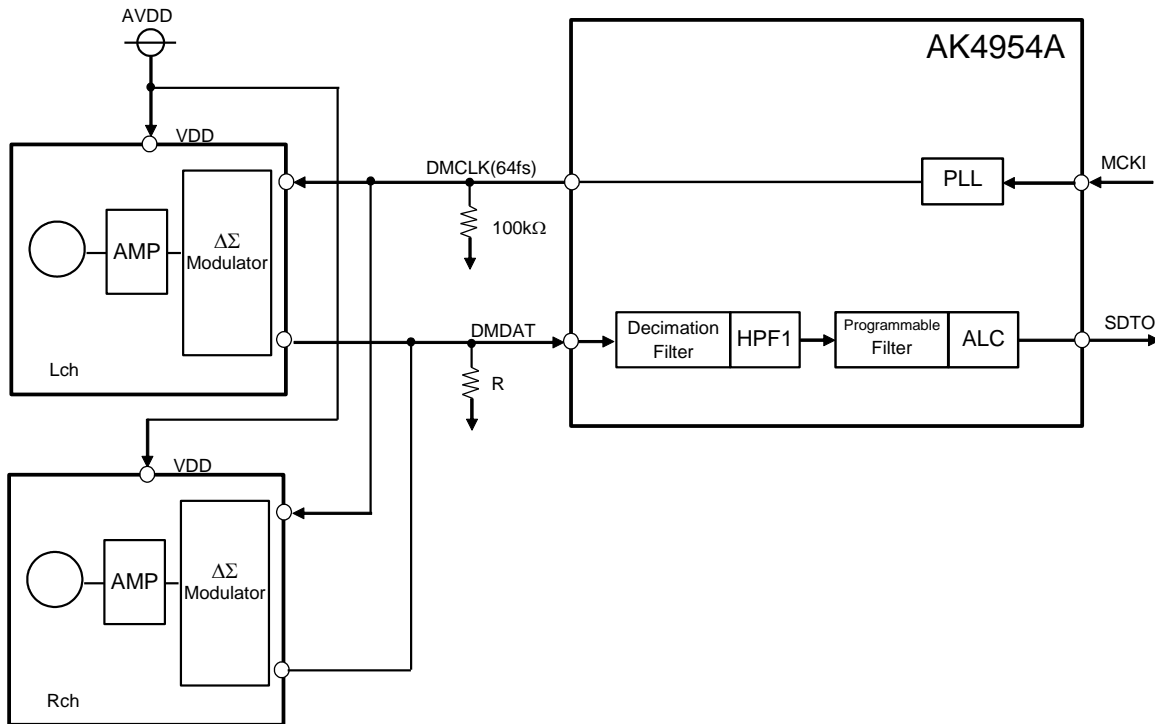 AVDD
AK4954A
VDD
DMCLK(64fs)
MCKI
PLL
100kΩ
AMP
ΔΣ
Modulator
DMDAT
Decimation
Filter
HPF1
Programmable
Filter
ALC
SDTO
Lch
R
VDD
AMP
ΔΣ
Modulator
Rch